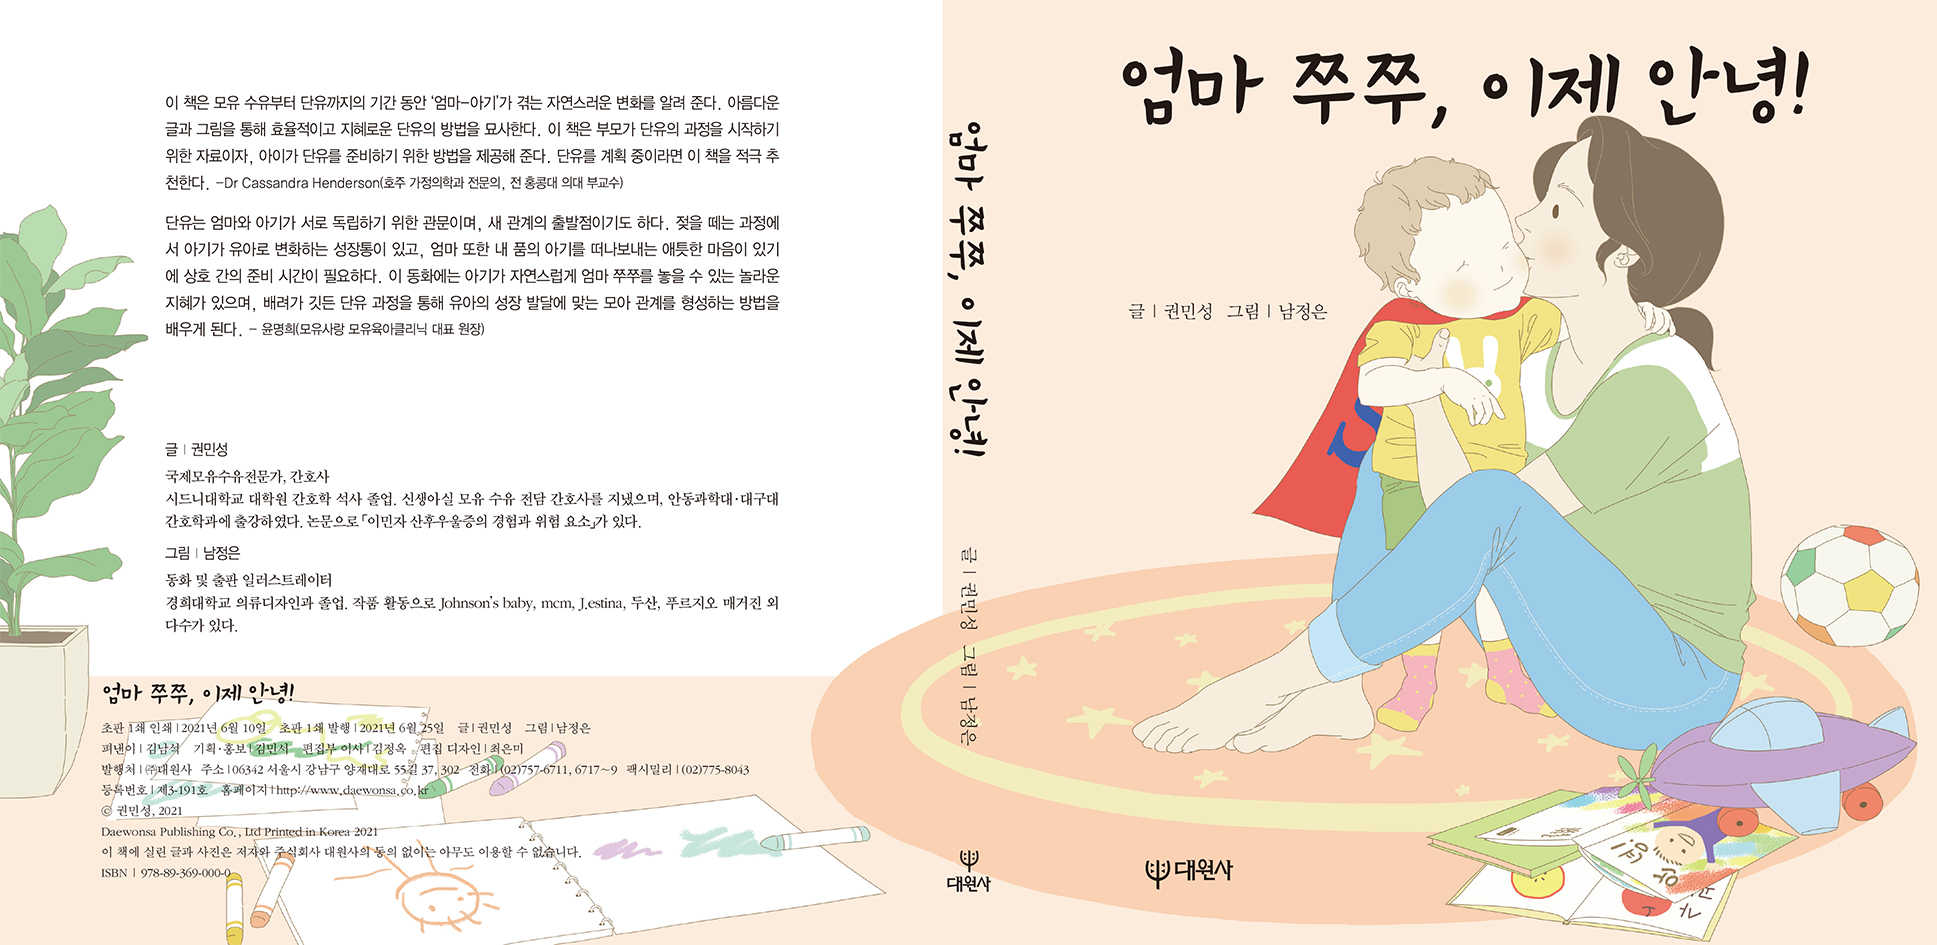 이 책은 모유 수유부터 단유까지의 기간 동안 ‘엄마-아기’가 겪는 자연스러운 변화를 알려 준다. 아름다운
글과 그림을 통해 효율적이고 지혜로운 단유의 방법을 묘사한다. 이 책은 부모가 단유의 과정을 시작하기
위한 자료이자, 아이가 단유를 준비하기 위한 방법을 제공해 준다. 단유를 계획 중이라면 이 책을 적극 추
천한다. -Dr Cassandra Henderson(호주 가정의학과 전문의, 전 홍콩대 의대 부교수)
단유는 엄마와 아기가 서로 독립하기 위한 관문이며, 새 관계의 출발점이기도 하다. 젖을 떼는 과정에
서 아기가 유아로 변화하는 성장통이 있고, 엄마 또한 내 품의 아기를 떠나보내는 애틋한 마음이 있기
에 상호 간의 준비 시간이 필요하다. 이 동화에는 아기가 자연스럽게 엄마 쭈쭈를 놓을 수 있는 놀라운
지혜가 있으며, 배려가 깃든 단유 과정을 통해 유아의 성장 발달에 맞는 모아 관계를 형성하는 방법을
배우게 된다. - 윤명희(모유사랑 모유육아클리닉 대표 원장)
글 | 권민성
국제모유수유전문가, 간호사
시드니대학교 대학원 간호학 석사 졸업. 신생아실 모유 수유 전담 간호사를 지냈으며, 안동과학대·대구대
간호학과에 출강하였다. 논문으로 「이민자 산후우울증의 경험과 위험 요소」가 있다.
그림 | 남정은
동화 및 출판 일러스트레이터
경희대학교 의류디자인과 졸업. 작품 활동으로 Johnson's baby, mcm, J.estina, 두산, 푸르지오 매거진 외
다수가 있다.
엄마 쭈쭈, 이제 안녕!
초판 1쇄 인쇄 | 2021년 6월 10일 초판 1쇄 발행 | 2021년 6월 25일 글 | 권민성 그림 | 남정은
펴낸이 | 김남석 기획·홍보 | 김민서 편집부 이사 | 김정옥 편집 디자인 | 최은미
발행처 | ㈜대원사 주소 | 06342 서울시 강남구 양재대로 55길 37, 302 전화 | (02)757-6711, 6717~9 팩시밀리 | (02)775-8043
등록번호 | 제3-191호 홈페이지 | http://www.daewonsa.co.kr
© 권민성, 2021
Daewonsa Publishing Co., Ltd Printed in Korea 2021
이 책에 실린 글과 사진은 저자와 주식회사 대원사의 동의 없이는 아무도 이용할 수 없습니다.
ISBN | 978-89-369-000-0
엄마 쭈쭈, 이제 안녕!
글 | 권민성 그림 | 남정은
대원사
엄마 쭈쭈, 이제 안녕!
글 | 권민성 그림 | 남정은
S
대원사